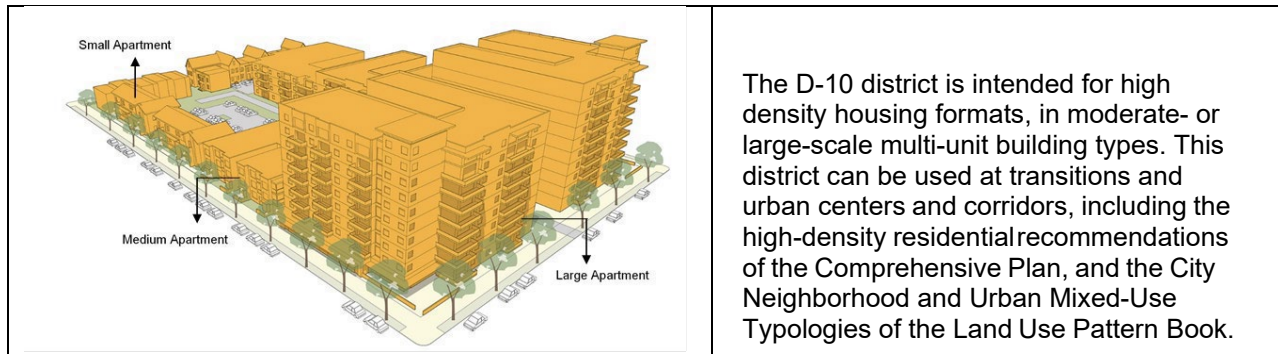 Small Apartment
Medium Apartment
Large Apartment
The D-10 district is intended for high
density housing formats, in moderate- or
large-scale multi-unit building types. This
district can be used at transitions and
urban centers and corridors, including the
high-density residential recommendations
of the Comprehensive Plan, and the City
Neighborhood and Urban Mixed-Use
Typologies of the Land Use Pattern Book.